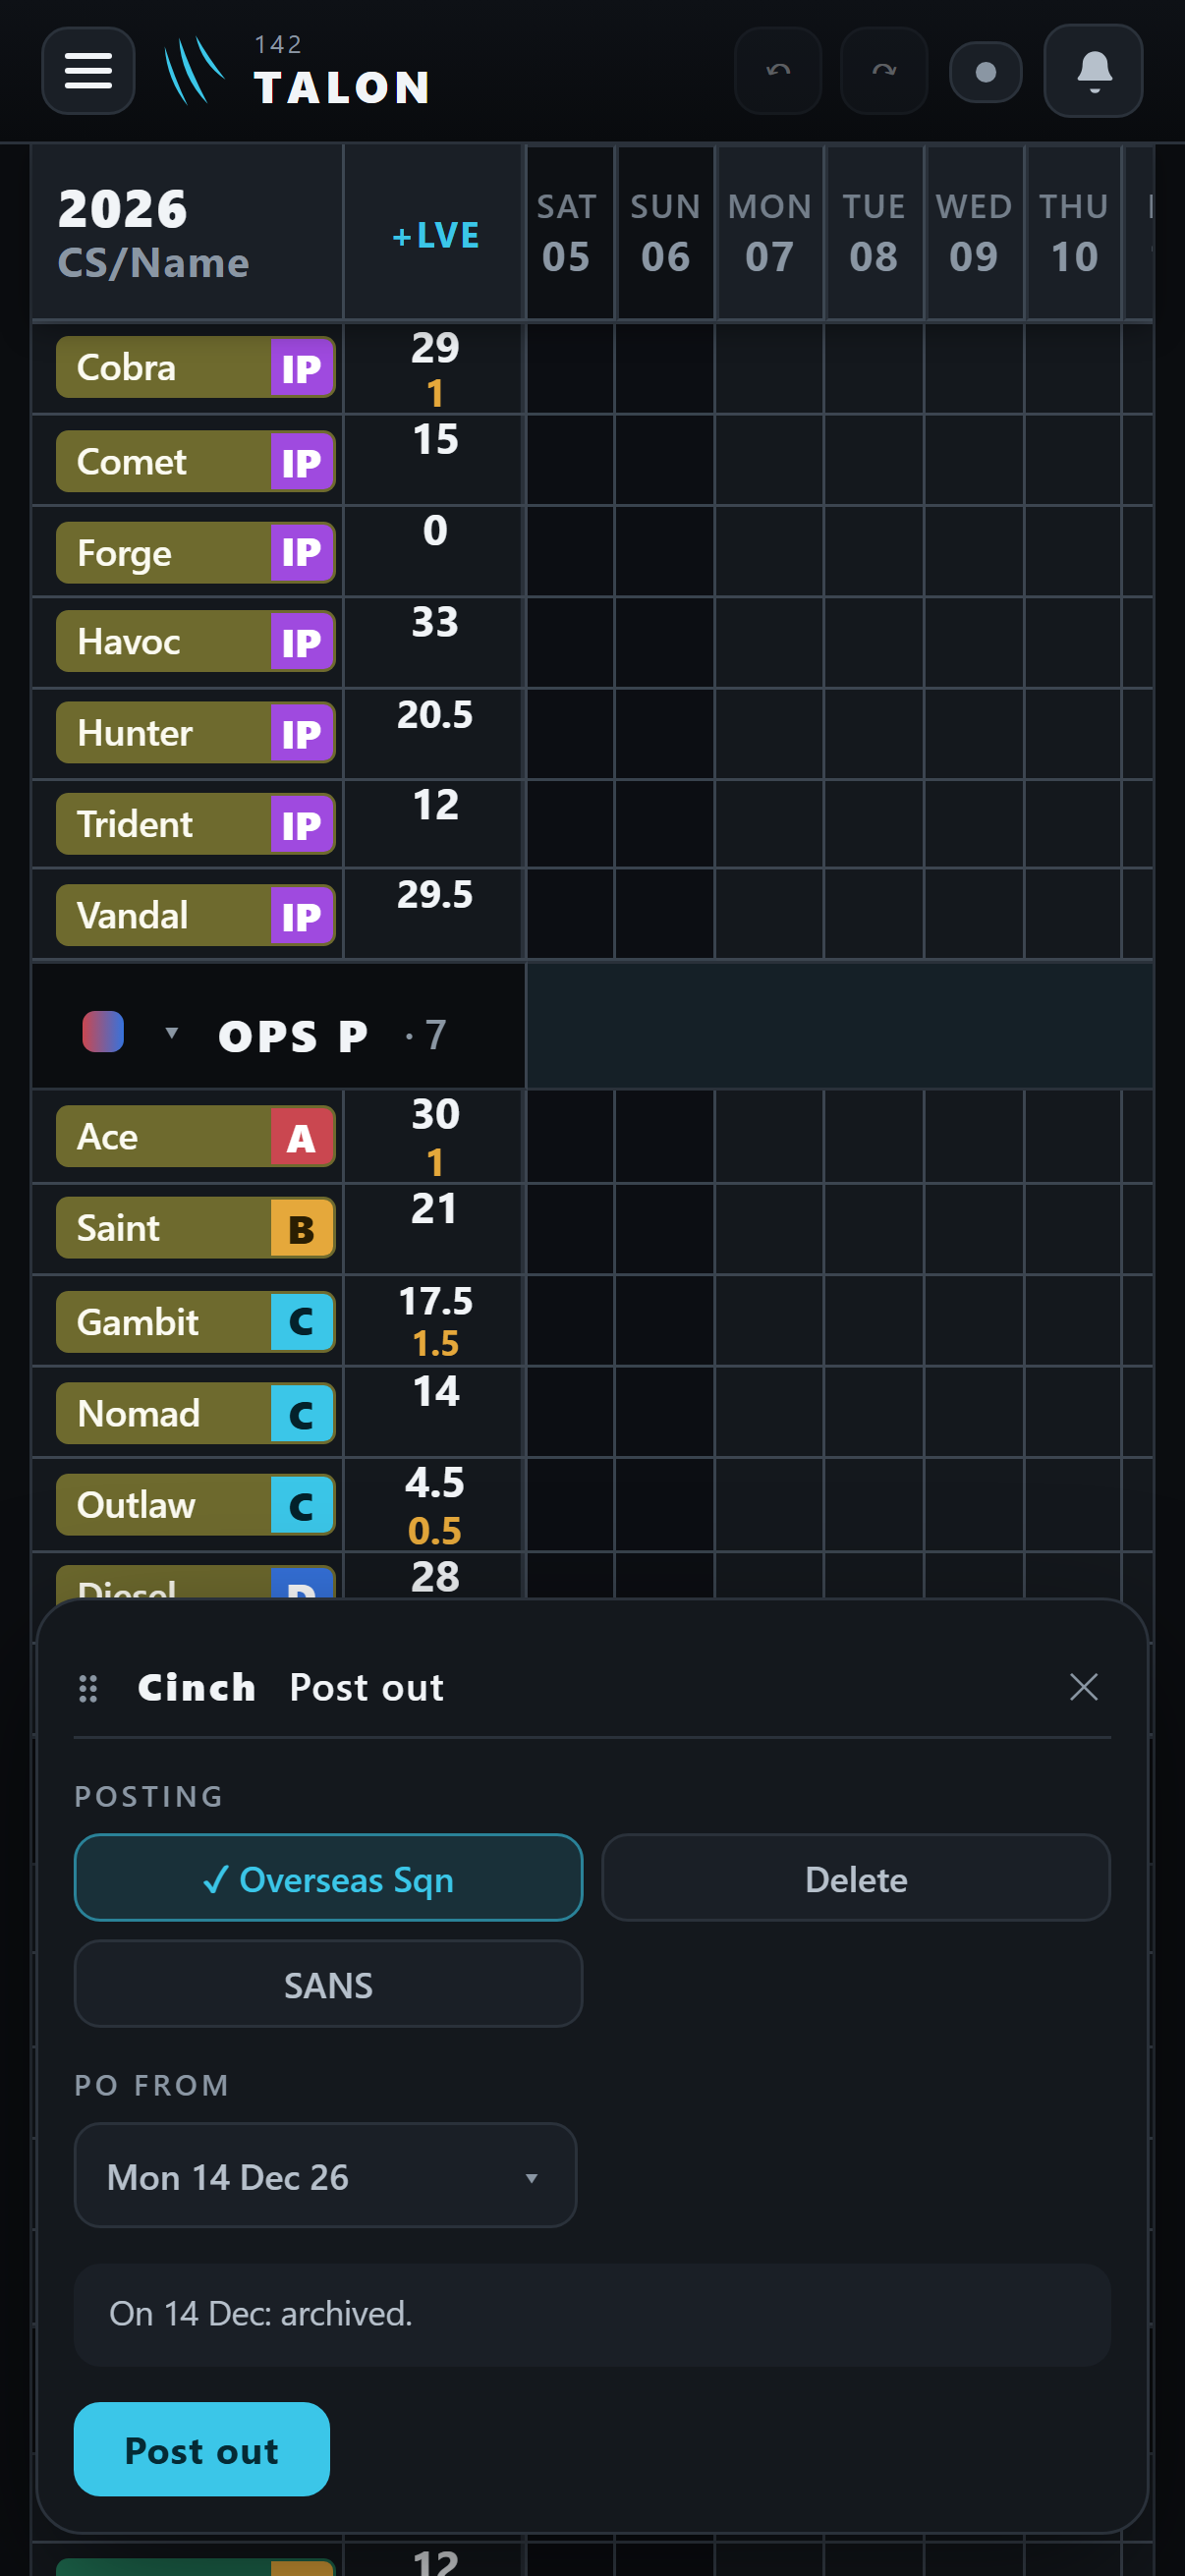 142
TALON
2026
CS/Name
+LVE
SAT SUN MON TUE WED THU
05 06 07 08 09 10
Cobra IP 29
1
Comet IP 15
Forge IP 0
Havoc IP 33
Hunter IP 20.5
Trident IP 12
Vandal IP 29.5
▼ OPS P · 7
Ace A 30
1
Saint B 21
Gambit C 17.5
1.5
Nomad C 14
Outlaw C 4.5
0.5
Diesel D 28
Cinch Post out
POSTING
✓ Overseas Sqn
Delete
SANS
PO FROM
Mon 14 Dec 26 ▼
On 14 Dec: archived.
Post out
12